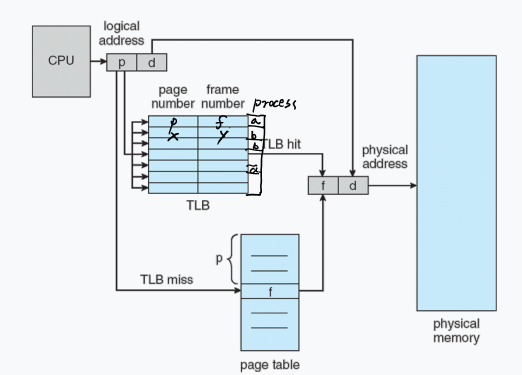 logical
address
CPU
p d
page frame
number number
process
p f a
x y b
b
TLB hit
a
TLB
physical
address
f d
p
TLB miss
f
page table
physical
memory